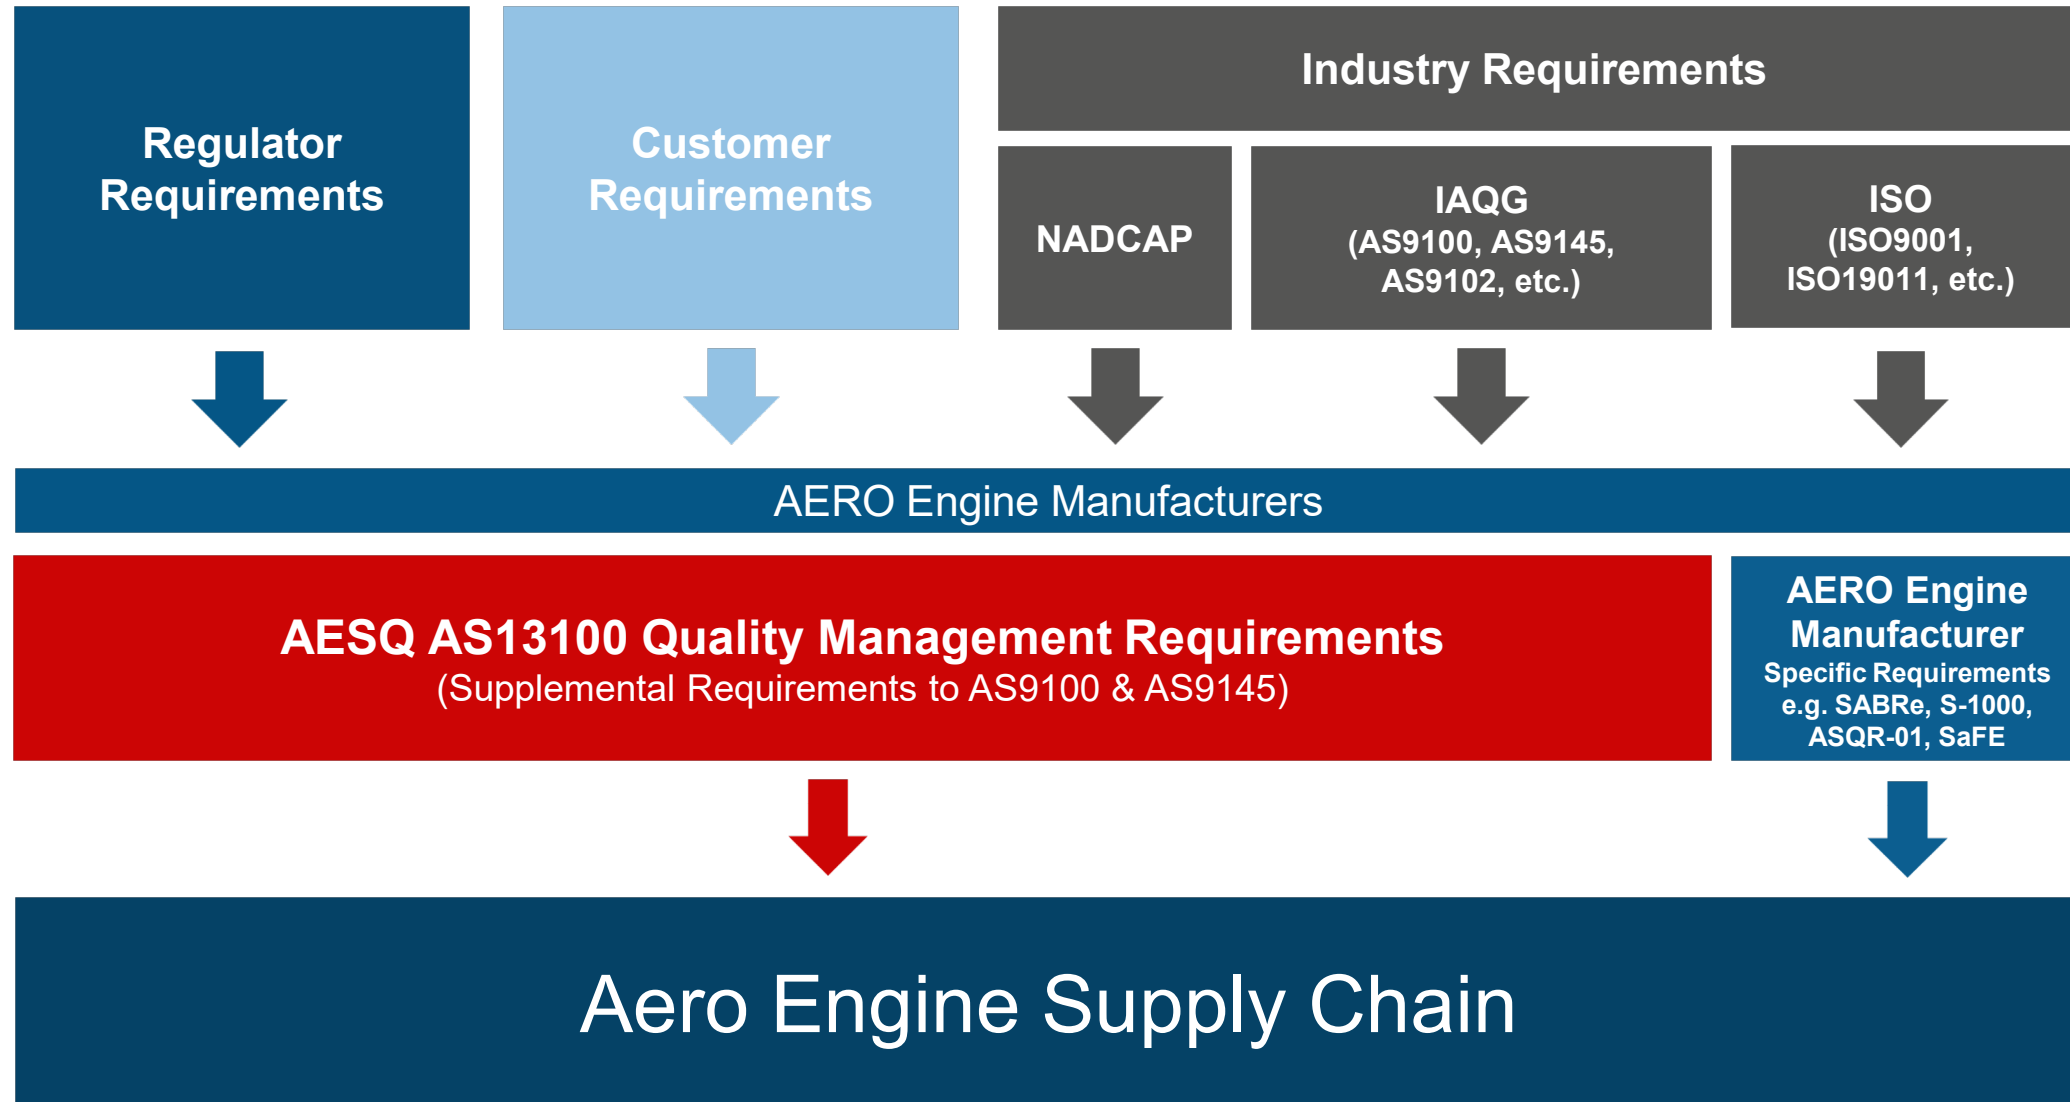 Regulator
Requirements
Customer
Requirements
Industry Requirements
NADCAP
IAQG
(AS9100, AS9145,
AS9102, etc.)
ISO
(ISO9001,
ISO19011, etc.)
AERO Engine Manufacturers
AESQ AS13100 Quality Management Requirements
(Supplemental Requirements to AS9100 & AS9145)
AERO Engine
Manufacturer
Specific Requirements
e.g. SABRe, S-1000,
ASQR-01, SaFE
Aero Engine Supply Chain